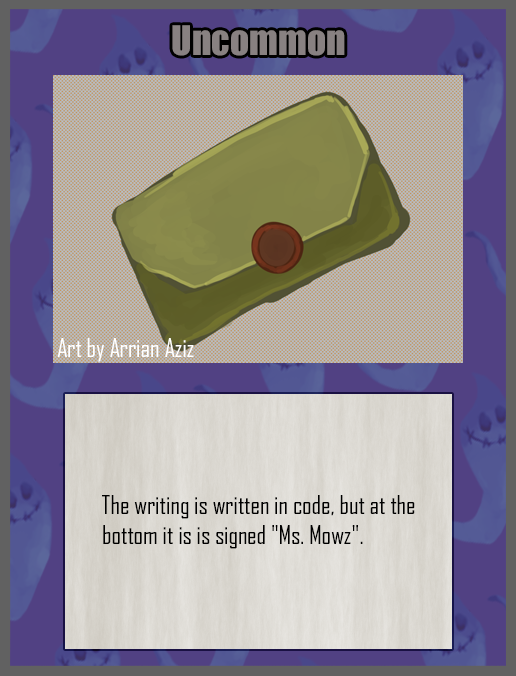 Uncommon
Art by Arrian Aziz
The writing is written in code, but at the
bottom it is is signed "Ms. Mowz".